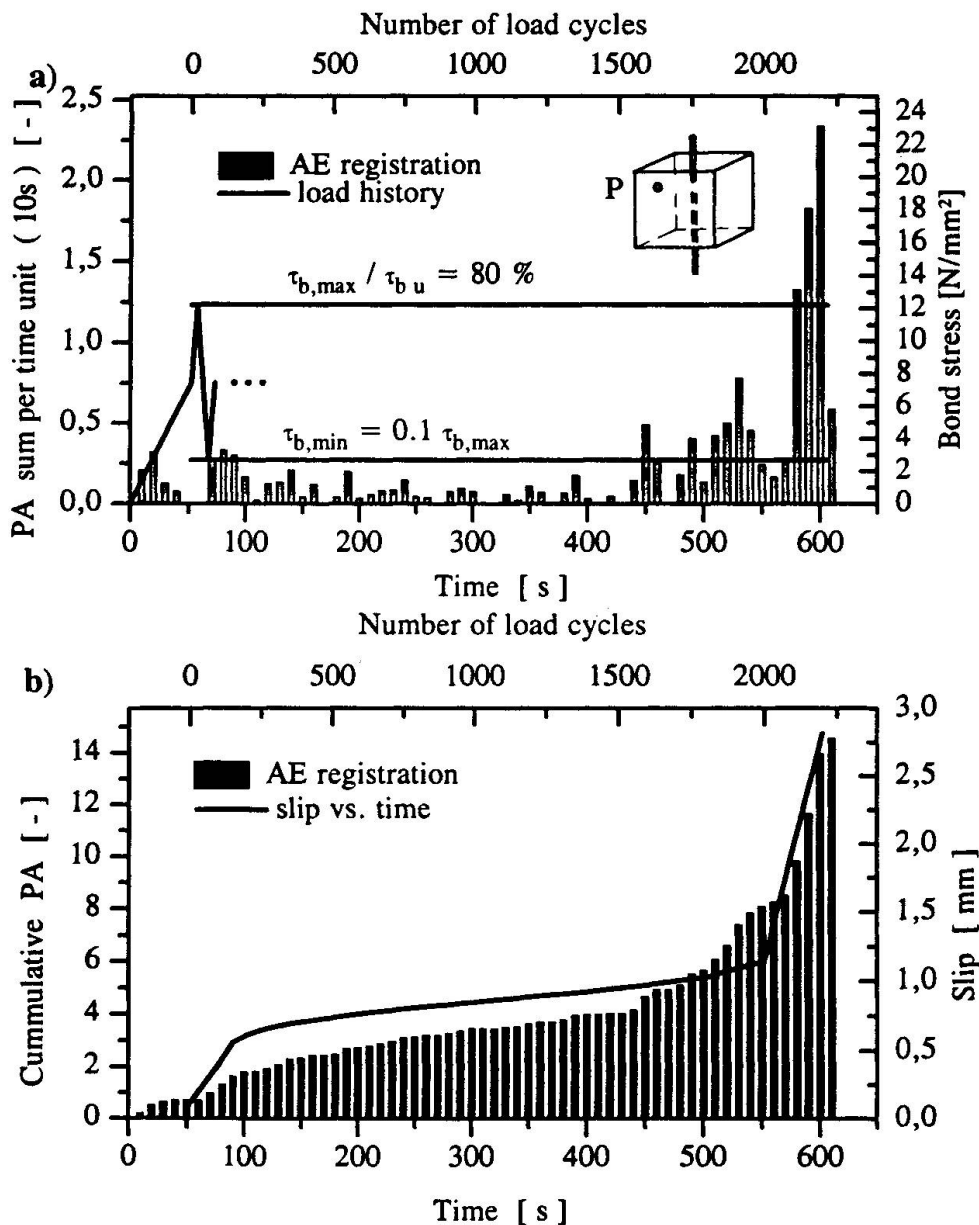 Number of load cycles
0 500 1000 1500 2000
a)
PA sum per time unit ( 10s ) [ - ]
2,5
2,0
1,5
1,0
0,5
0,0
AE registration
load history
P
τb,max / τb u = 80 %
τb,min = 0.1 τb,max
24
22
20
18
16
14
12
10
8
6
4
2
0
Bond stress [N/mm²]
0 100 200 300 400 500 600
Time [ s ]
Number of load cycles
0 500 1000 1500 2000
b)
Cummulative PA [ - ]
14
12
10
8
6
4
2
0
AE registration
slip vs. time
3,0
2,5
2,0
1,5
1,0
0,5
0,0
Slip [ mm ]
0 100 200 300 400 500 600
Time [ s ]